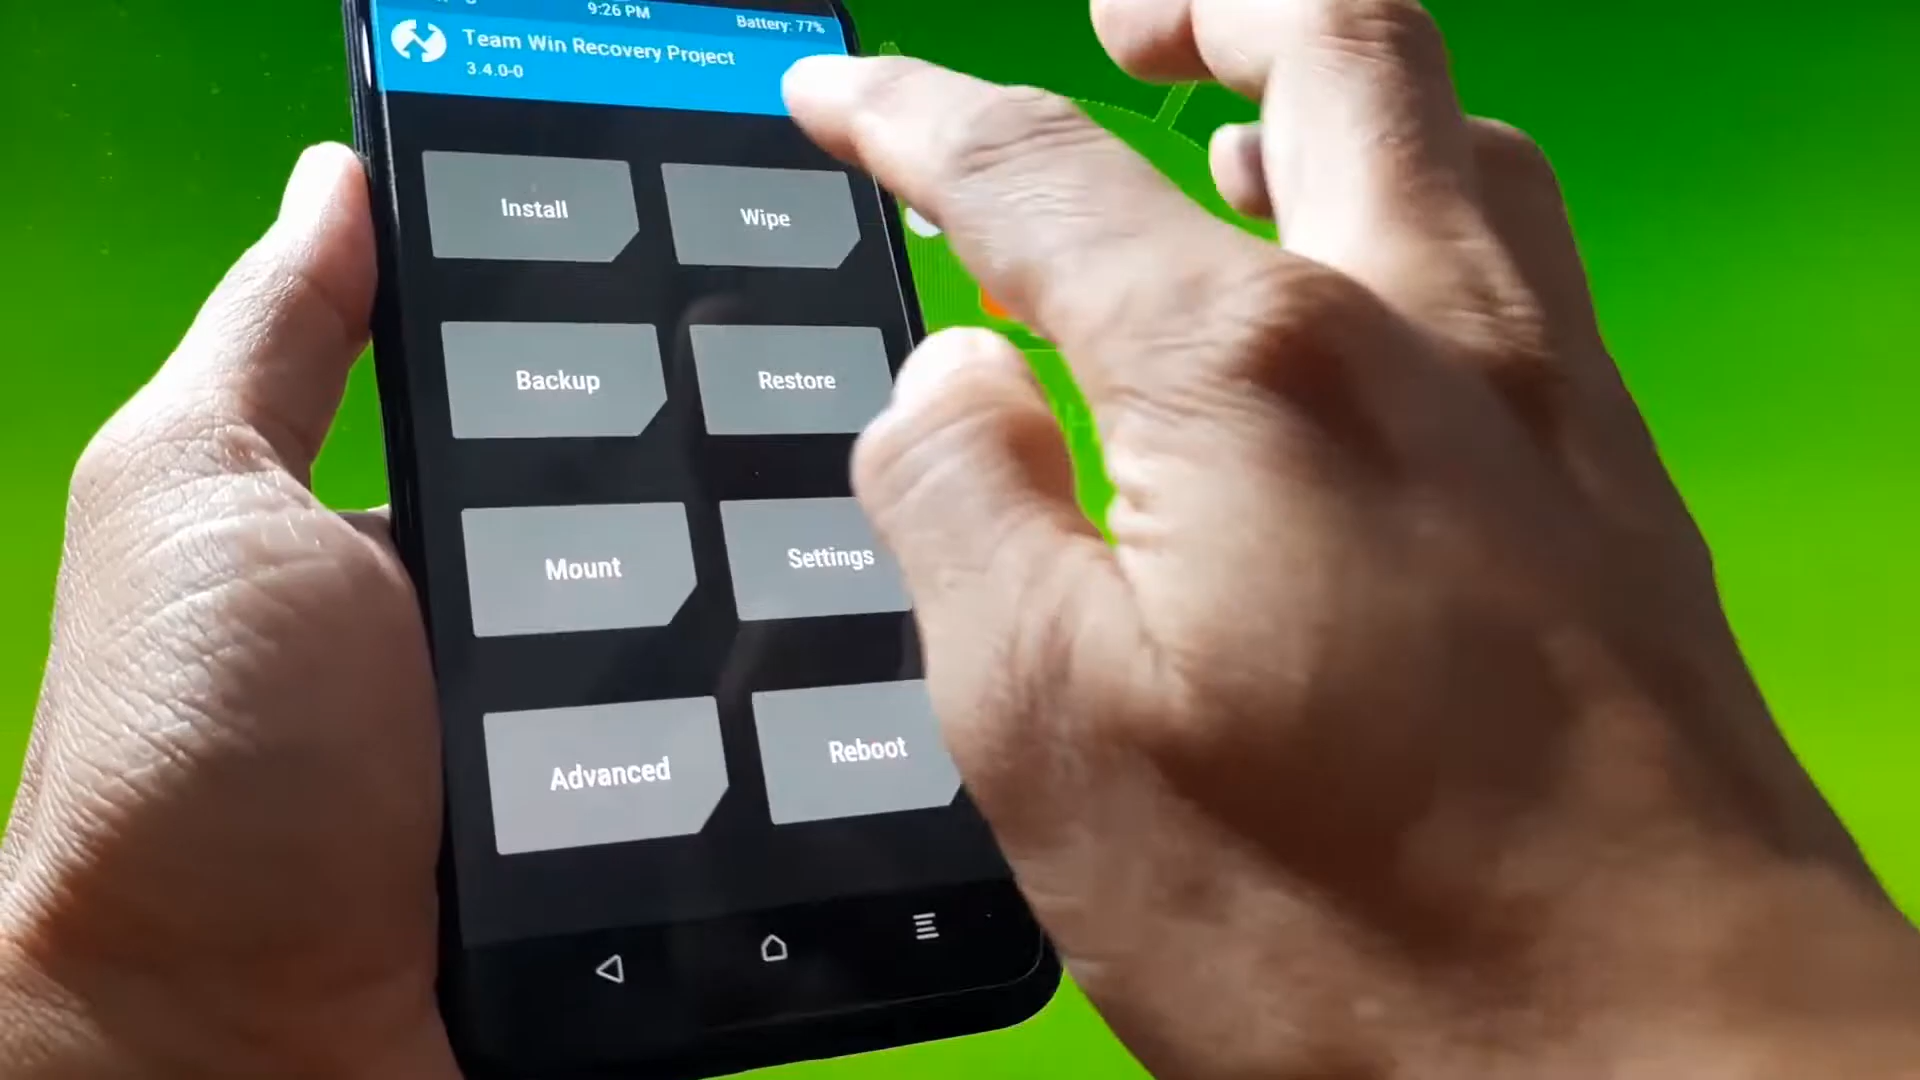 9:26 PM
Battery: 77%
Team Win Recovery Project
3.4.0-0
Install
Wipe
Backup
Restore
Mount
Settings
Advanced
Reboot